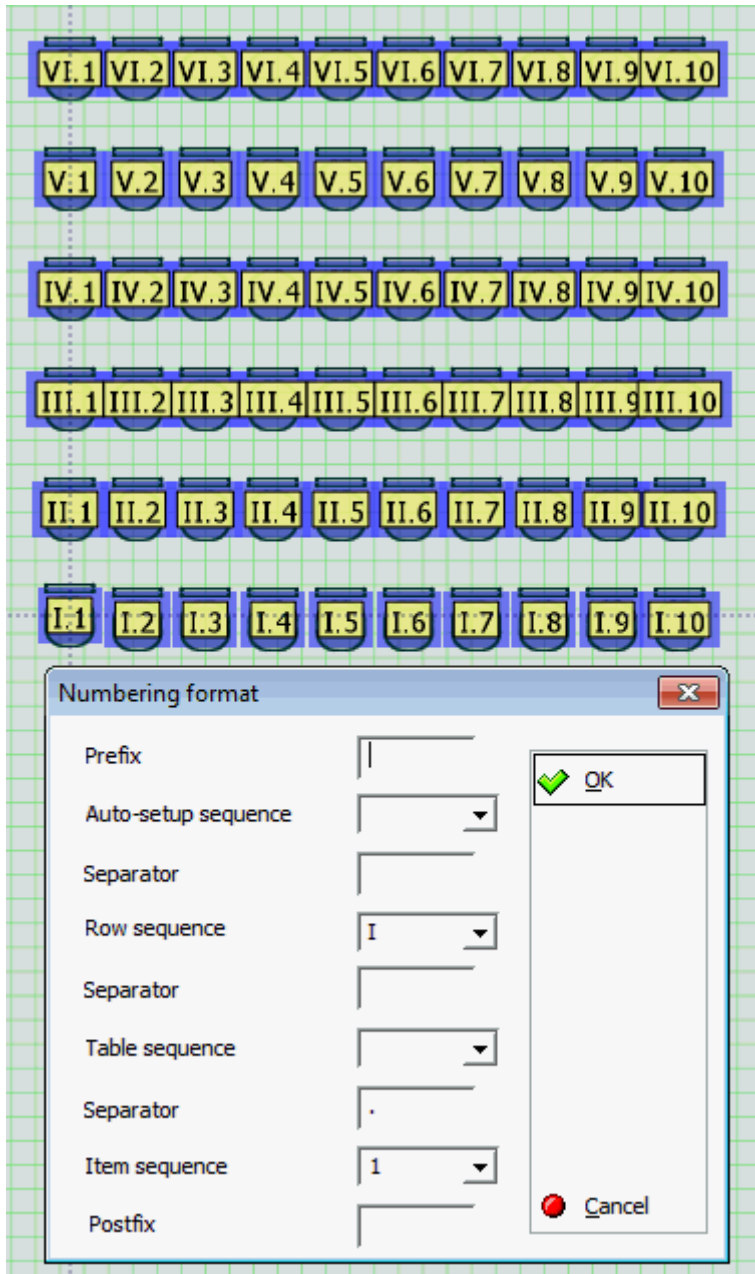 VI.1 VI.2 VI.3 VI.4 VI.5 VI.6 VI.7 VI.8 VI.9 VI.10
V.1 V.2 V.3 V.4 V.5 V.6 V.7 V.8 V.9 V.10
IV.1 IV.2 IV.3 IV.4 IV.5 IV.6 IV.7 IV.8 IV.9 IV.10
III.1 III.2 III.3 III.4 III.5 III.6 III.7 III.8 III.9 III.10
II.1 II.2 II.3 II.4 II.5 II.6 II.7 II.8 II.9 II.10
I.1 I.2 I.3 I.4 I.5 I.6 I.7 I.8 I.9 I.10
Numbering format
Prefix
OK
Auto-setup sequence
Separator
Row sequence I
Separator
Table sequence
Separator .
Item sequence 1
Postfix
Cancel